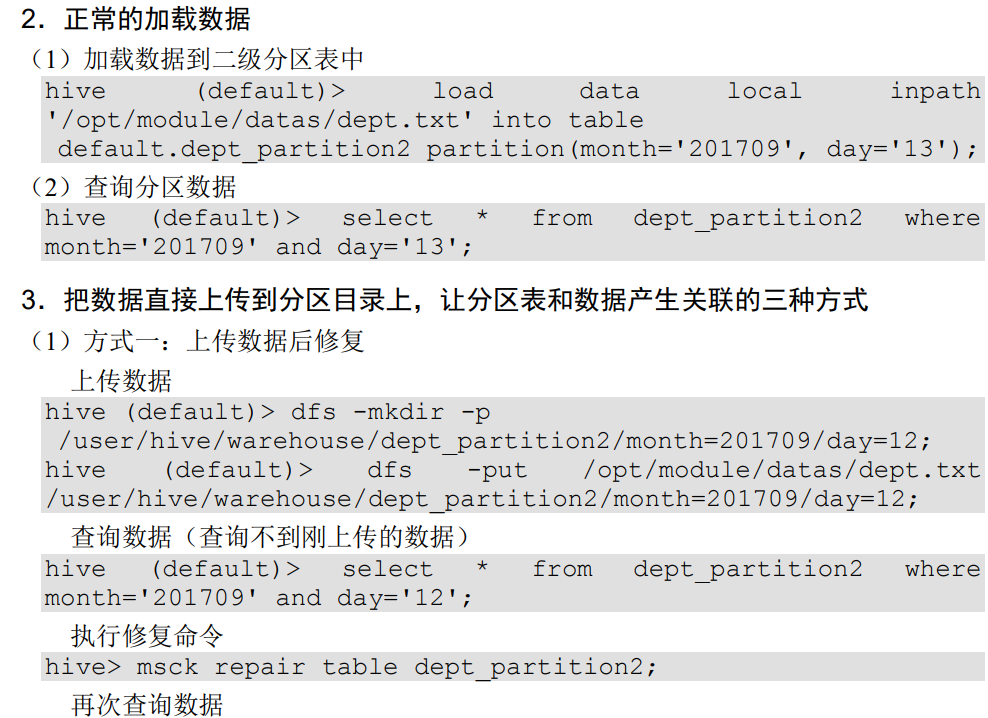 2．正常的加载数据
（1）加载数据到二级分区表中
hive (default)> load data local inpath
'/opt/module/datas/dept.txt' into table
default.dept_partition2 partition(month='201709', day='13');
（2）查询分区数据
hive (default)> select * from dept_partition2 where
month='201709' and day='13';
3．把数据直接上传到分区目录上，让分区表和数据产生关联的三种方式
（1）方式一：上传数据后修复
上传数据
hive (default)> dfs -mkdir -p
/user/hive/warehouse/dept_partition2/month=201709/day=12;
hive (default)> dfs -put /opt/module/datas/dept.txt
/user/hive/warehouse/dept_partition2/month=201709/day=12;
查询数据（查询不到刚上传的数据）
hive (default)> select * from dept_partition2 where
month='201709' and day='12';
执行修复命令
hive> msck repair table dept_partition2;
再次查询数据